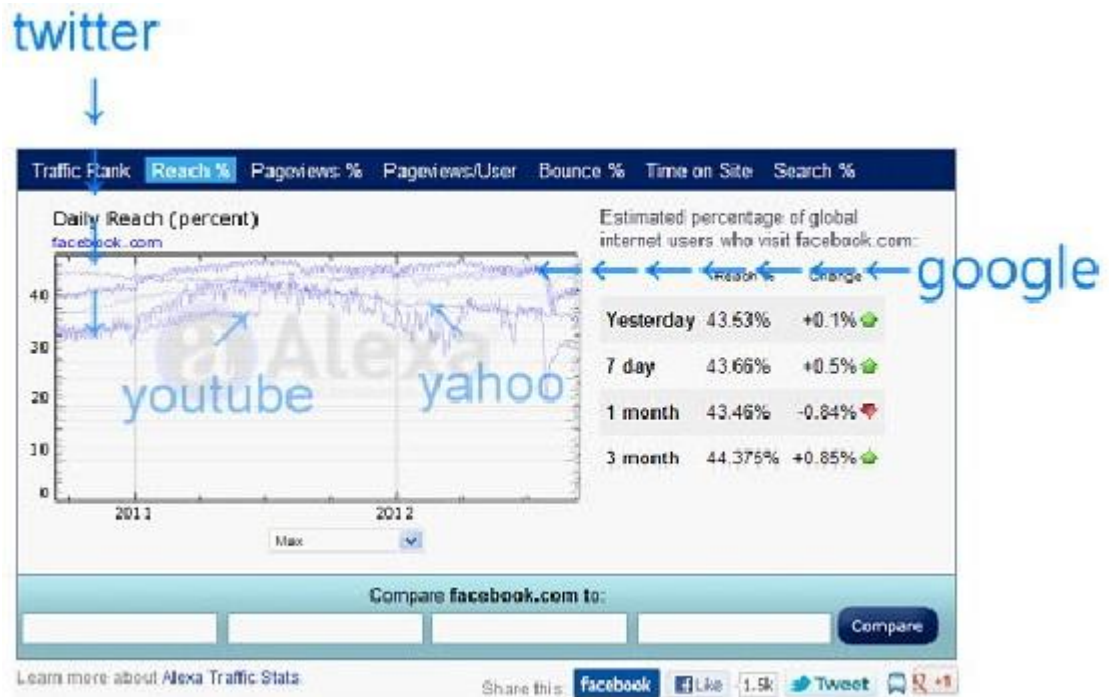 twitter
Traffic Rank Reach % Pageviews % Pageviews/User Bounce % Time on Site Search %
Daily Reach (percent)
facebook.com
Estimated percentage of global
internet users who visit facebook.com:
Reach % Change
google
Yesterday 43.53% +0.1%
7 day 43.66% +0.5%
1 month 43.46% -0.84%
3 month 44.375% +0.85%
40
30
20
10
0
a Alexa
youtube
yahoo
2011 2012
Max
Compare facebook.com to:
Compare
Learn more about Alexa Traffic Stats
Share this: facebook Like 1.5k Tweet +1